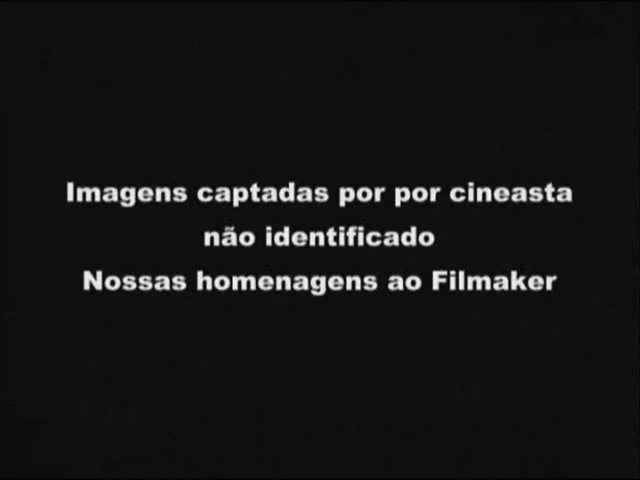 Imagens captadas por por cineasta
não identificado
Nossas homenagens ao Filmaker